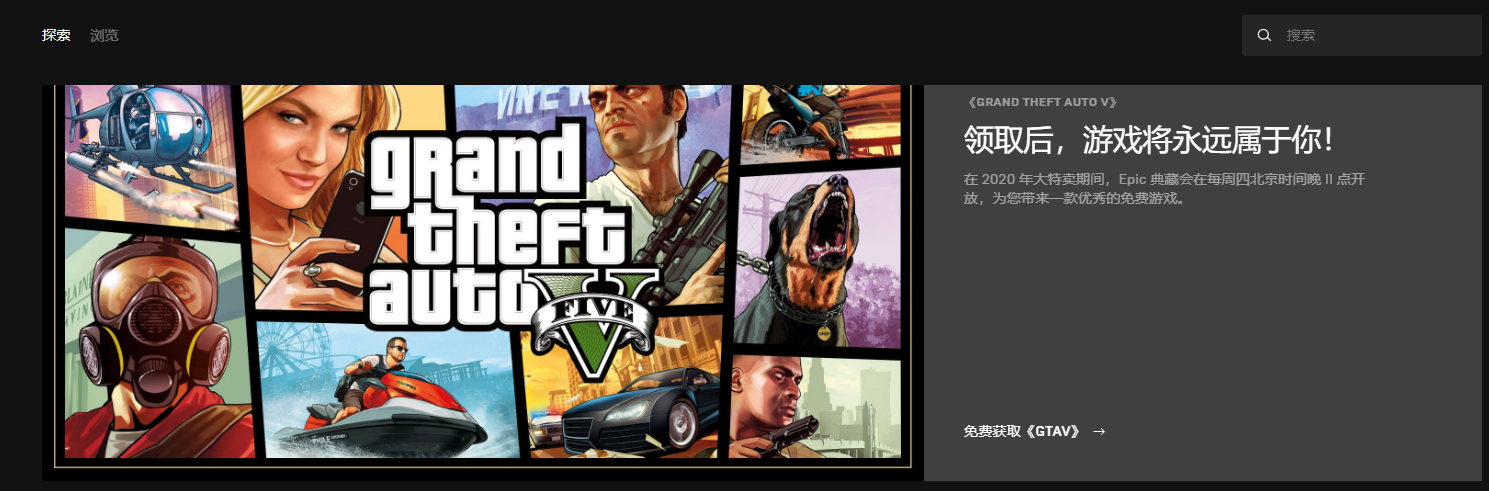 探索 浏览
搜索
《GRAND THEFT AUTO V》
领取后，游戏将永远属于你！
在 2020 年大特卖期间，Epic 典藏会在每周四北京时间晚 11 点开
放，为您带来一款优秀的免费游戏。
免费获取《GTAV》 →
grand
theft
auto V
FIVE